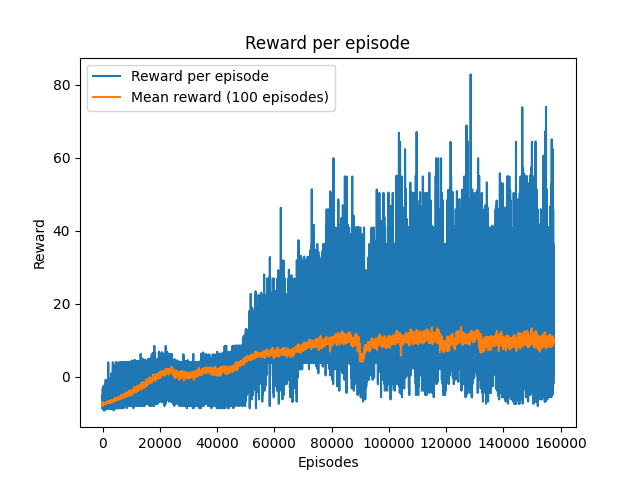 Reward per episode
Reward per episode
Mean reward (100 episodes)
80
60
40
20
0
Reward
0 20000 40000 60000 80000 100000 120000 140000 160000
Episodes